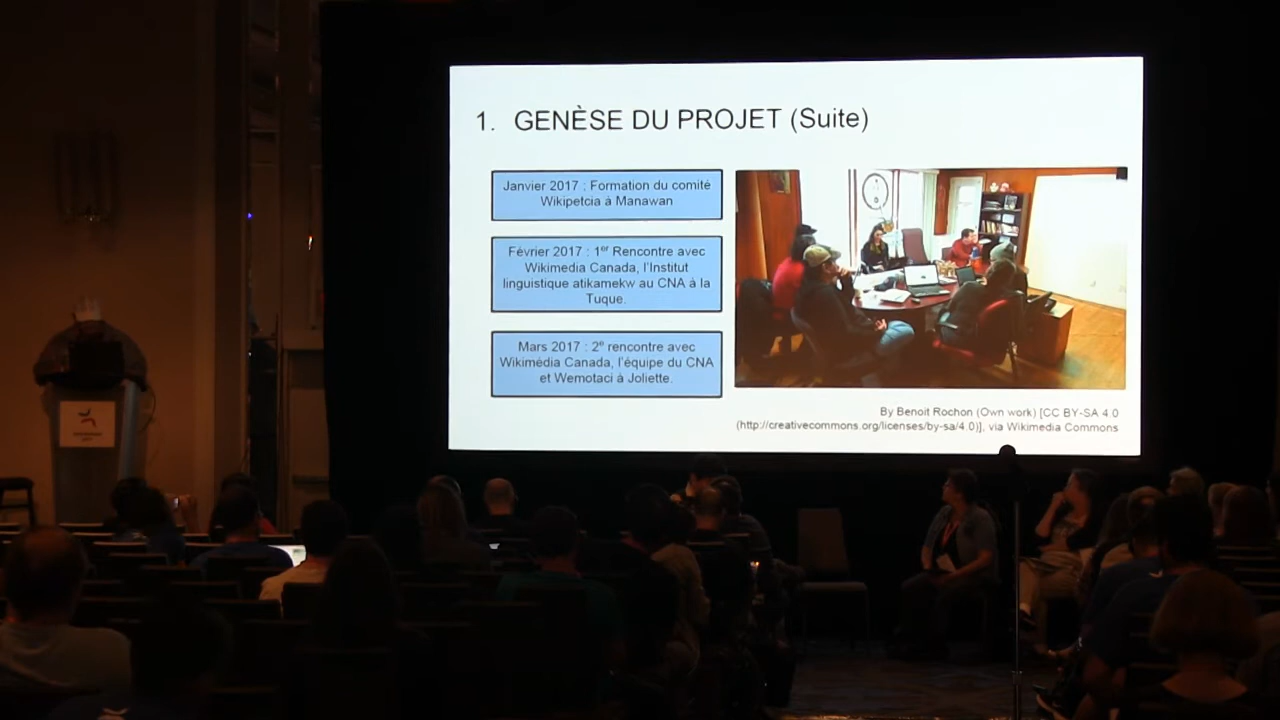 1. GENÈSE DU PROJET (Suite)
Janvier 2017 : Formation du comité
Wikipetcia à Manawan
Février 2017 : 1er Rencontre avec
Wikimedia Canada, l'Institut
linguistique atikamekw au CNA à la
Tuque.
Mars 2017 : 2e rencontre avec
Wikimédia Canada, l'équipe du CNA
et Wemotaci à Joliette.
By Benoit Rochon (Own work) [CC BY-SA 4.0
(http://creativecommons.org/licenses/by-sa/4.0)], via Wikimedia Commons